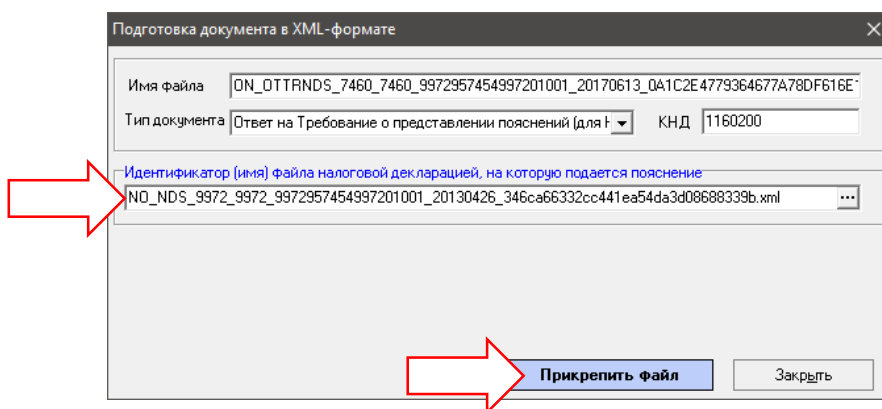 Подготовка документа в XML-формате
Имя файла ON_OTTRNDS_7460_7460_9972957454997201001_20170613_0A1C2E4779364677A78DF616E
Тип документа Ответ на Требование о представлении пояснений (для КНД 1160200
Идентификатор (имя) файла налоговой декларацией, на которую подается пояснение
NO_NDS_9972_9972_9972957454997201001_20130426_346ca66332cc441ea54da3d08688339b.xml ...
Прикрепить файл Закрыть